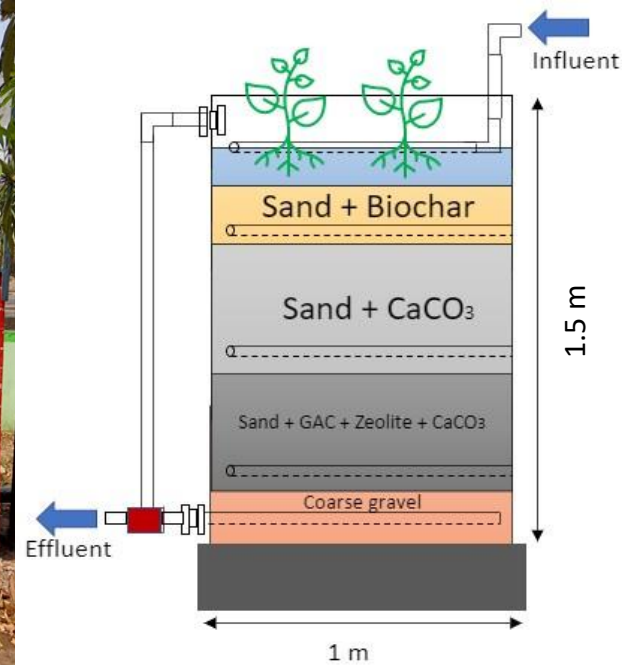 Influent
Sand + Biochar
Sand + CaCO3
1.5 m
Sand + GAC + Zeolite + CaCO3
Coarse gravel
Effluent
1 m